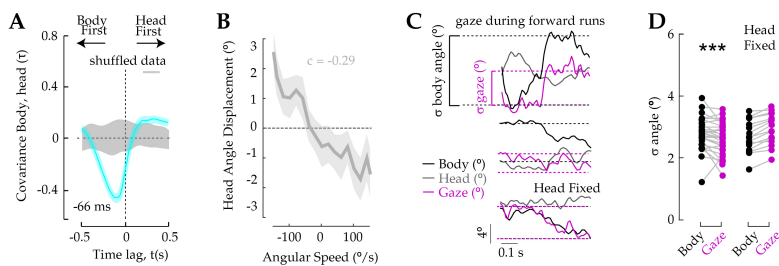 A
Body First
Head First
shuffled data
Covariance Body, head (τ)
0.8
0.4
0
-0.4
-66 ms
-0.5
0
0.5
Time lag, t(s)
B
c = -0.29
Head Angle Displacement (º)
3
2
1
0
-1
-2
-3
-100
0
100
Angular Speed (º/s)
C
gaze during forward runs
σ body angle (º)
σ gaze (º)
Body (º)
Head (º)
Gaze (º)
Head Fixed
4º
0.1 s
D
Head
Fixed
***
σ angle (º)
6
4
2
0
Body
Gaze
Body
Gaze